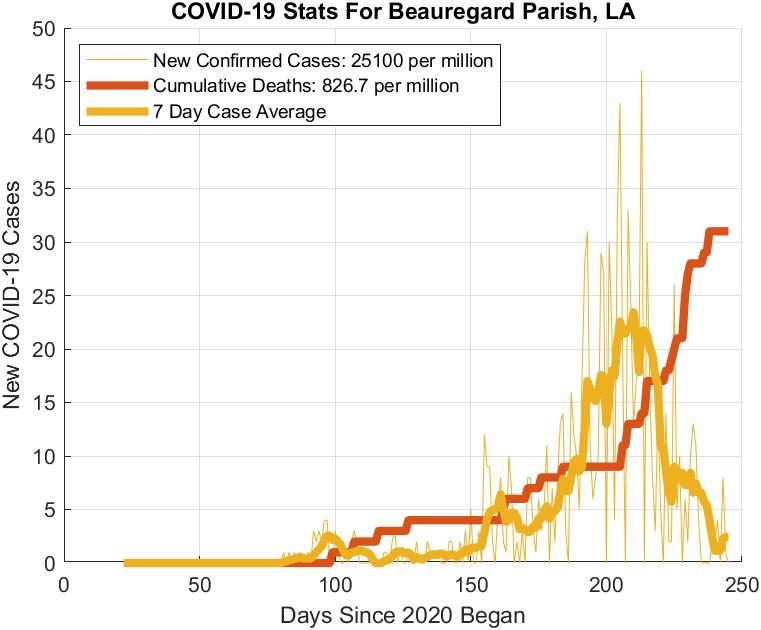 COVID-19 Stats For Beauregard Parish, LA
New Confirmed Cases: 25100 per million
Cumulative Deaths: 826.7 per million
7 Day Case Average
New COVID-19 Cases
50
45
40
35
30
25
20
15
10
5
0
0 50 100 150 200 250
Days Since 2020 Began